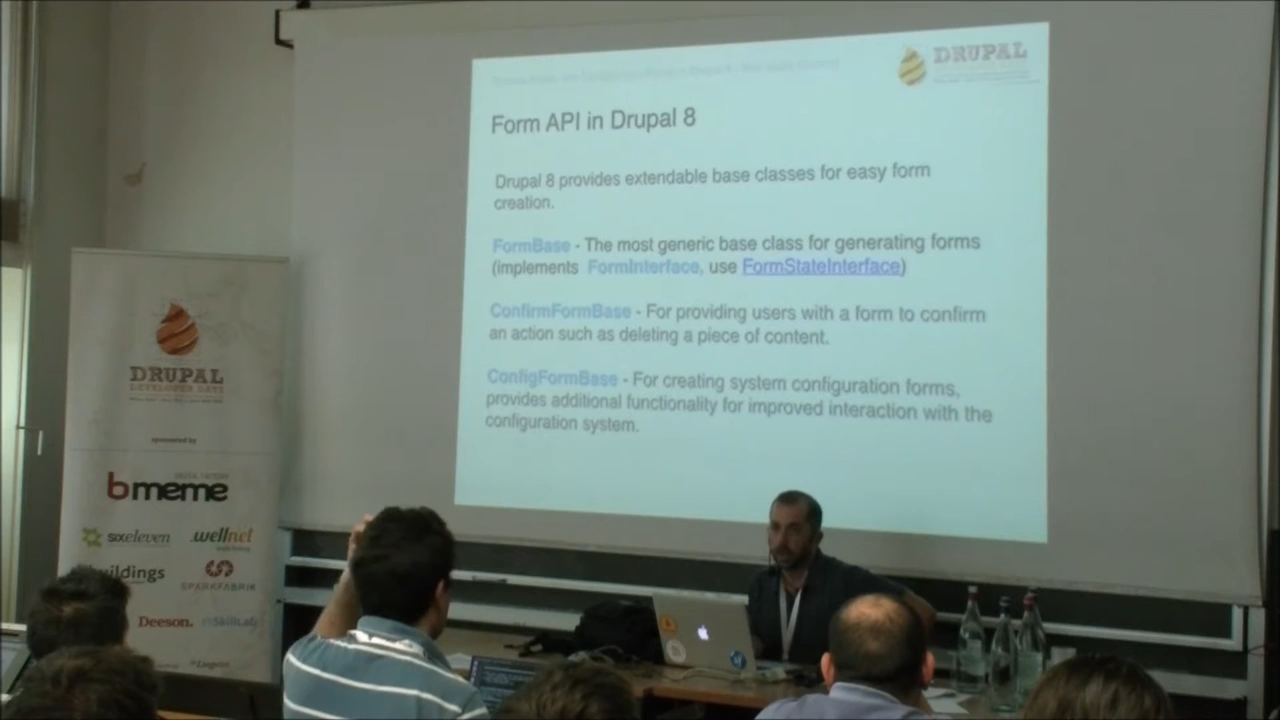 DRUPAL
Form API in Drupal 8
Drupal 8 provides extendable base classes for easy form
creation.
FormBase - The most generic base class for generating forms
(implements FormInterface, use FormStateInterface)
ConfirmFormBase - For providing users with a form to confirm
an action such as deleting a piece of content.
ConfigFormBase - For creating system configuration forms,
provides additional functionality for improved interaction with the
configuration system.
DRUPAL
DEVELOPER DAYS
sponsored by
bmeme
sixeleven
wellnet
SPARKFABRIK
Deeson.